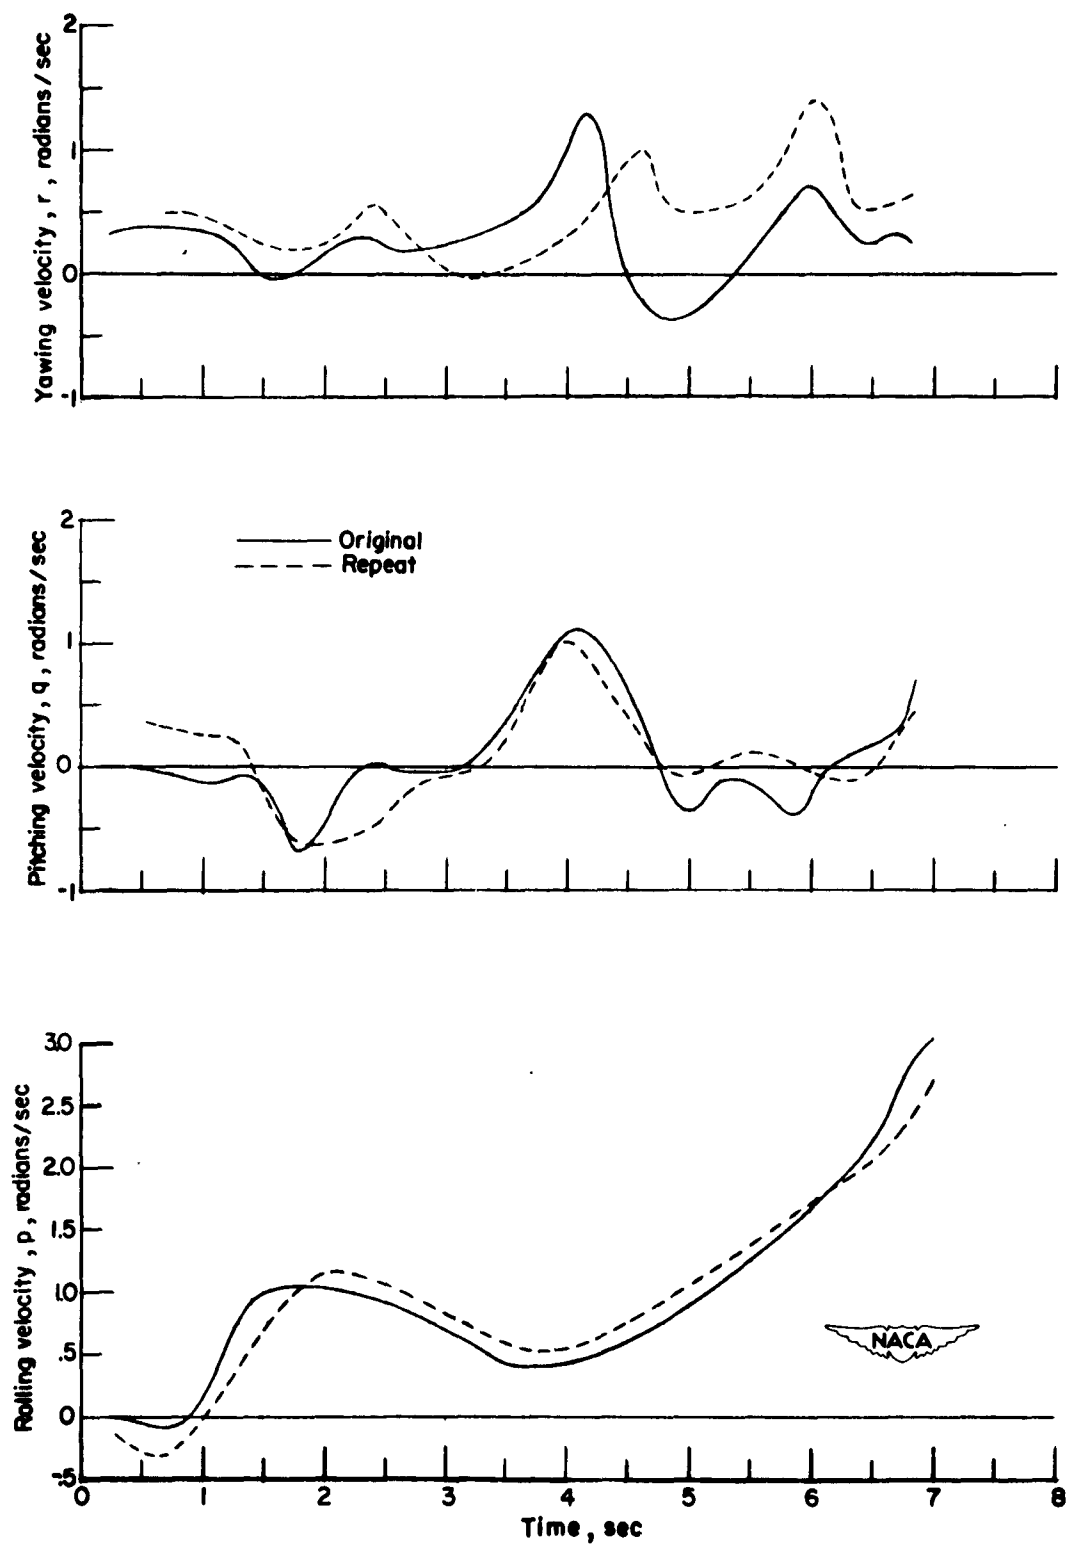 Yawing velocity, r, radians/sec
2
1
0
-1
Pitching velocity, q, radians/sec
2
1
0
-1
Original
Repeat
Rolling velocity, p, radians/sec
3.0
2.5
2.0
1.5
1.0
.5
0
-.5
NACA
0 1 2 3 4 5 6 7 8
Time, sec